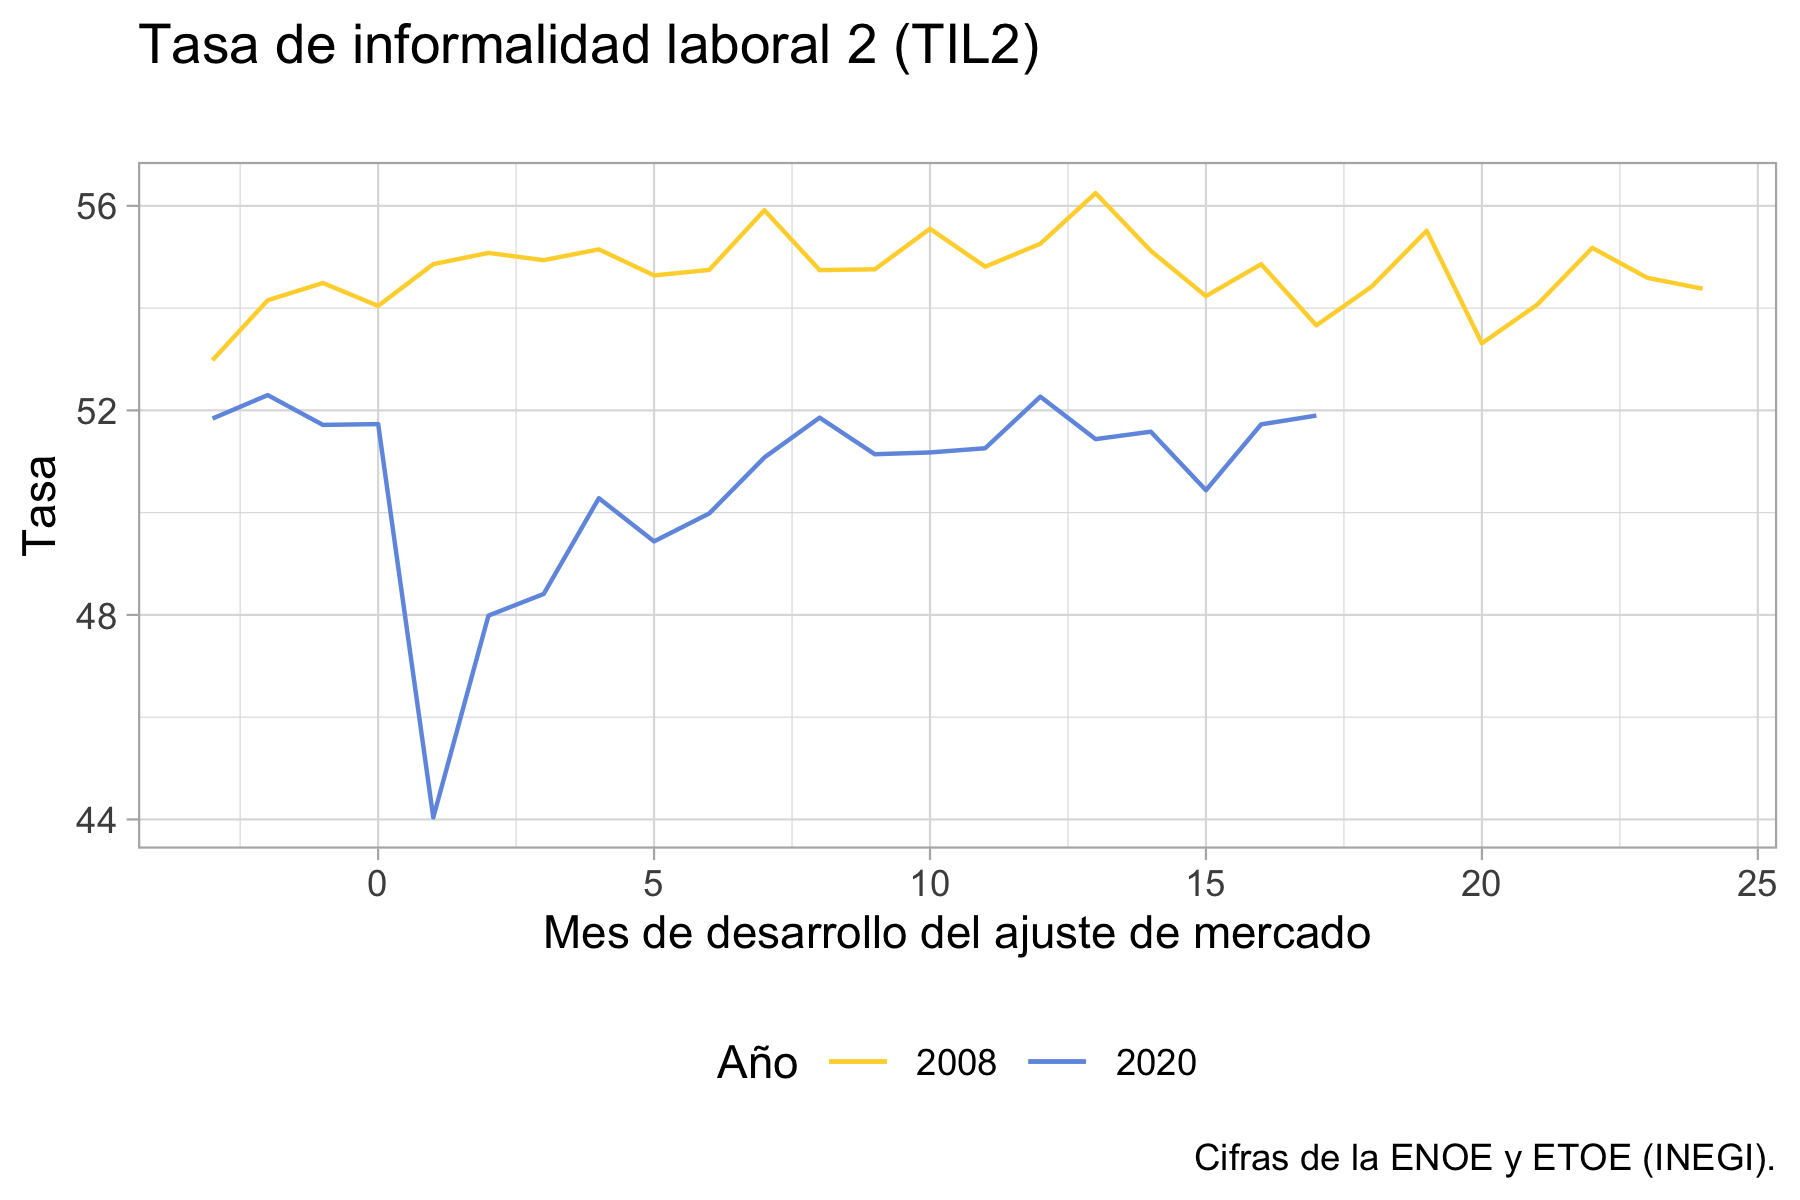 Tasa de informalidad laboral 2 (TIL2)
56
52
48
44
Tasa
0 5 10 15 20 25
Mes de desarrollo del ajuste de mercado
Año 2008 2020
Cifras de la ENOE y ETOE (INEGI).